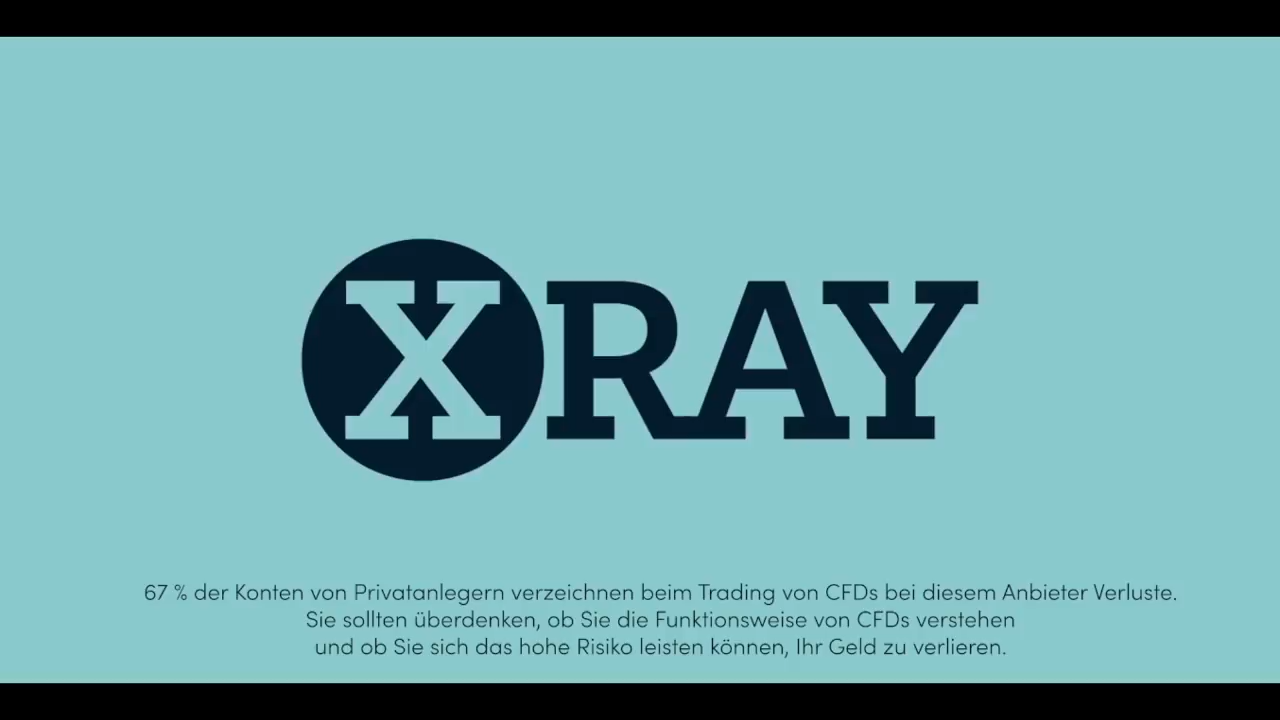 XRAY
67 % der Konten von Privatanlegern verzeichnen beim Trading von CFDs bei diesem Anbieter Verluste.
Sie sollten überdenken, ob Sie die Funktionsweise von CFDs verstehen
und ob Sie sich das hohe Risiko leisten können, Ihr Geld zu verlieren.